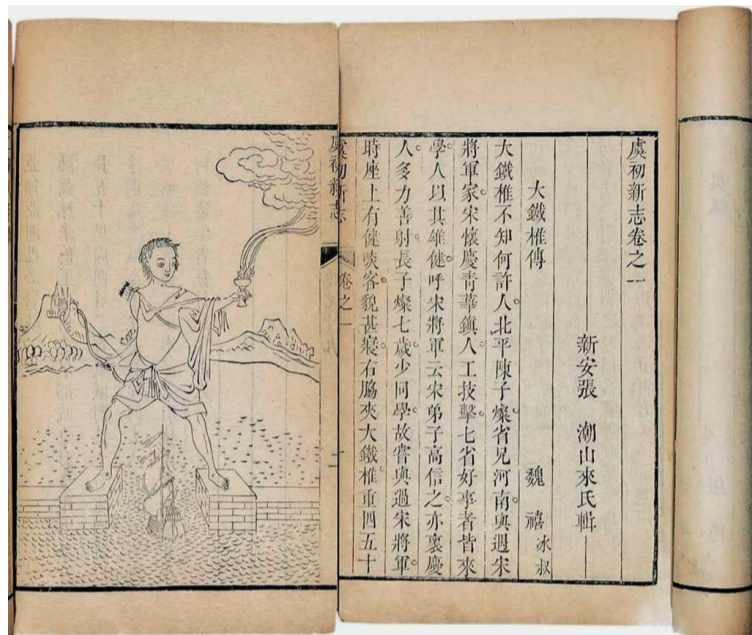 虞初新志卷之一
新安張 潮山來氏輯
大鐵椎傳 魏 禧冰叔
大鐵椎不知何許人北平陳子燦省兄河南與遇宋
將軍家宋懷慶青華鎮人工技擊七省好事者皆來
學人以其雄健呼宋將軍云宋弟子高信之亦褱慶
人多力善射長子燦七歲少同學故嘗與過宋將軍
時座上有健啖客貌甚寢右脇夾大鐵椎重四五十
虞初新志 卷之一